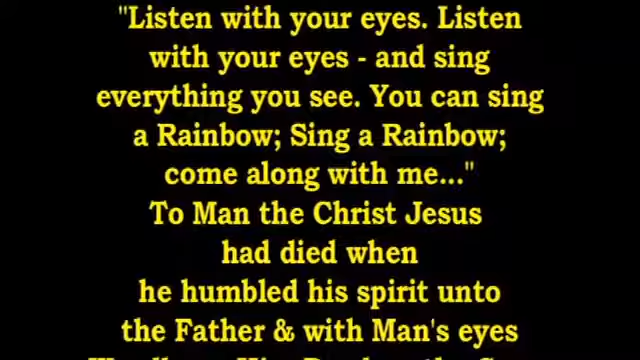 "Listen with your eyes. Listen
with your eyes - and sing
everything you see. You can sing
a Rainbow; Sing a Rainbow;
come along with me..."
To Man the Christ Jesus
had died when
he humbled his spirit unto
the Father & with Man's eyes